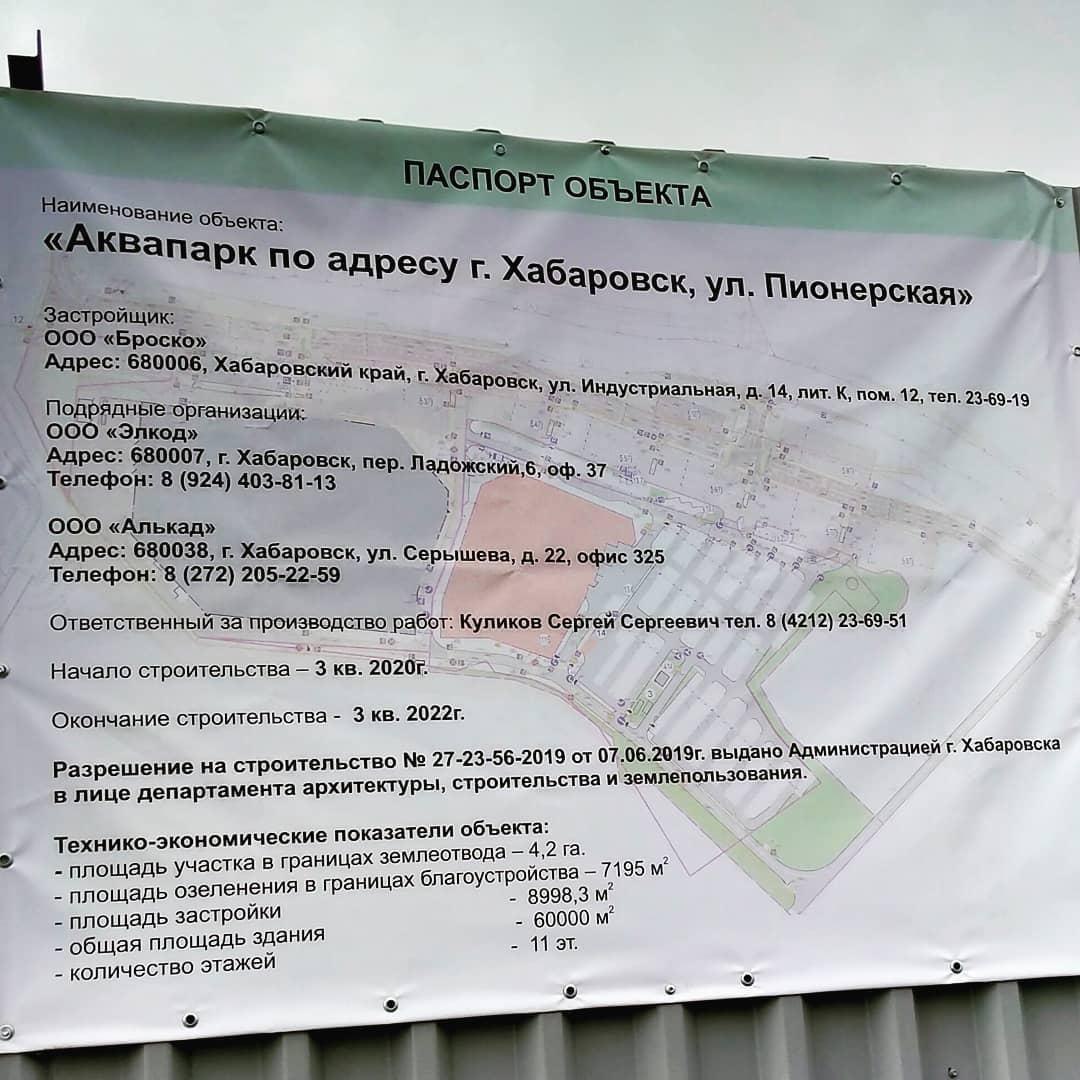 ПАСПОРТ ОБЪЕКТА
Наименование объекта:
«Аквапарк по адресу г. Хабаровск, ул. Пионерская»
Застройщик:
ООО «Броско»
Адрес: 680006, Хабаровский край, г. Хабаровск, ул. Индустриальная, д. 14, лит. К, пом. 12, тел. 23-69-19
Подрядные организации:
ООО «Элкод»
Адрес: 680007, г. Хабаровск, пер. Ладожский,6, оф. 37
Телефон: 8 (924) 403-81-13
ООО «Алькад»
Адрес: 680038, г. Хабаровск, ул. Серышева, д. 22, офис 325
Телефон: 8 (272) 205-22-59
Ответственный за производство работ: Куликов Сергей Сергеевич тел. 8 (4212) 23-69-51
Начало строительства – 3 кв. 2020г.
Окончание строительства - 3 кв. 2022г.
Разрешение на строительство № 27-23-56-2019 от 07.06.2019г. выдано Администрацией г. Хабаровска
в лице департамента архитектуры, строительства и землепользования.
Технико-экономические показатели объекта:
- площадь участка в границах землеотвода – 4,2 га.
- площадь озеленения в границах благоустройства – 7195 м²
- площадь застройки - 8998,3 м²
- общая площадь здания - 60000 м²
- количество этажей - 11 эт.